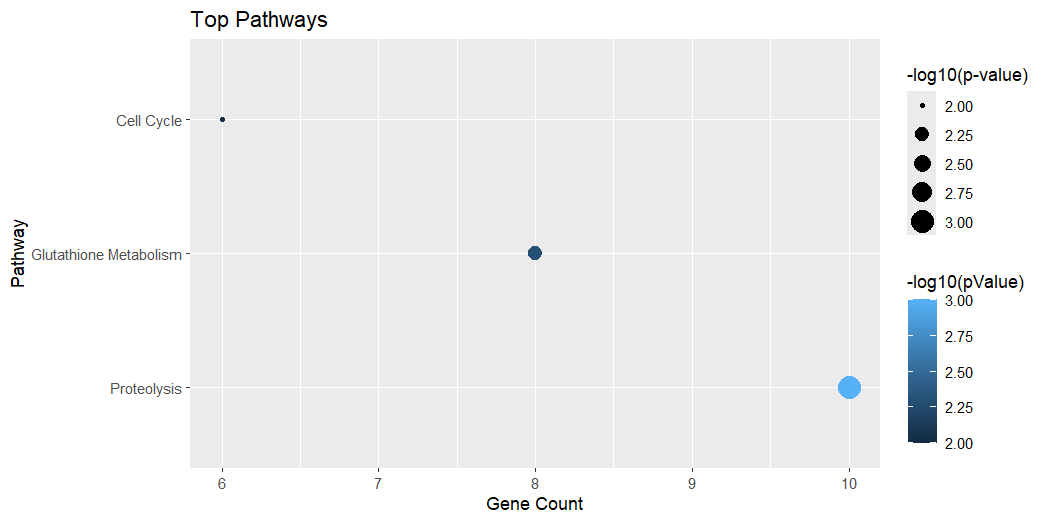 Top Pathways
Pathway
Cell Cycle
Glutathione Metabolism
Proteolysis
6 7 8 9 10
Gene Count
-log10(p-value)
2.00
2.25
2.50
2.75
3.00
-log10(pValue)
3.00
2.75
2.50
2.25
2.00